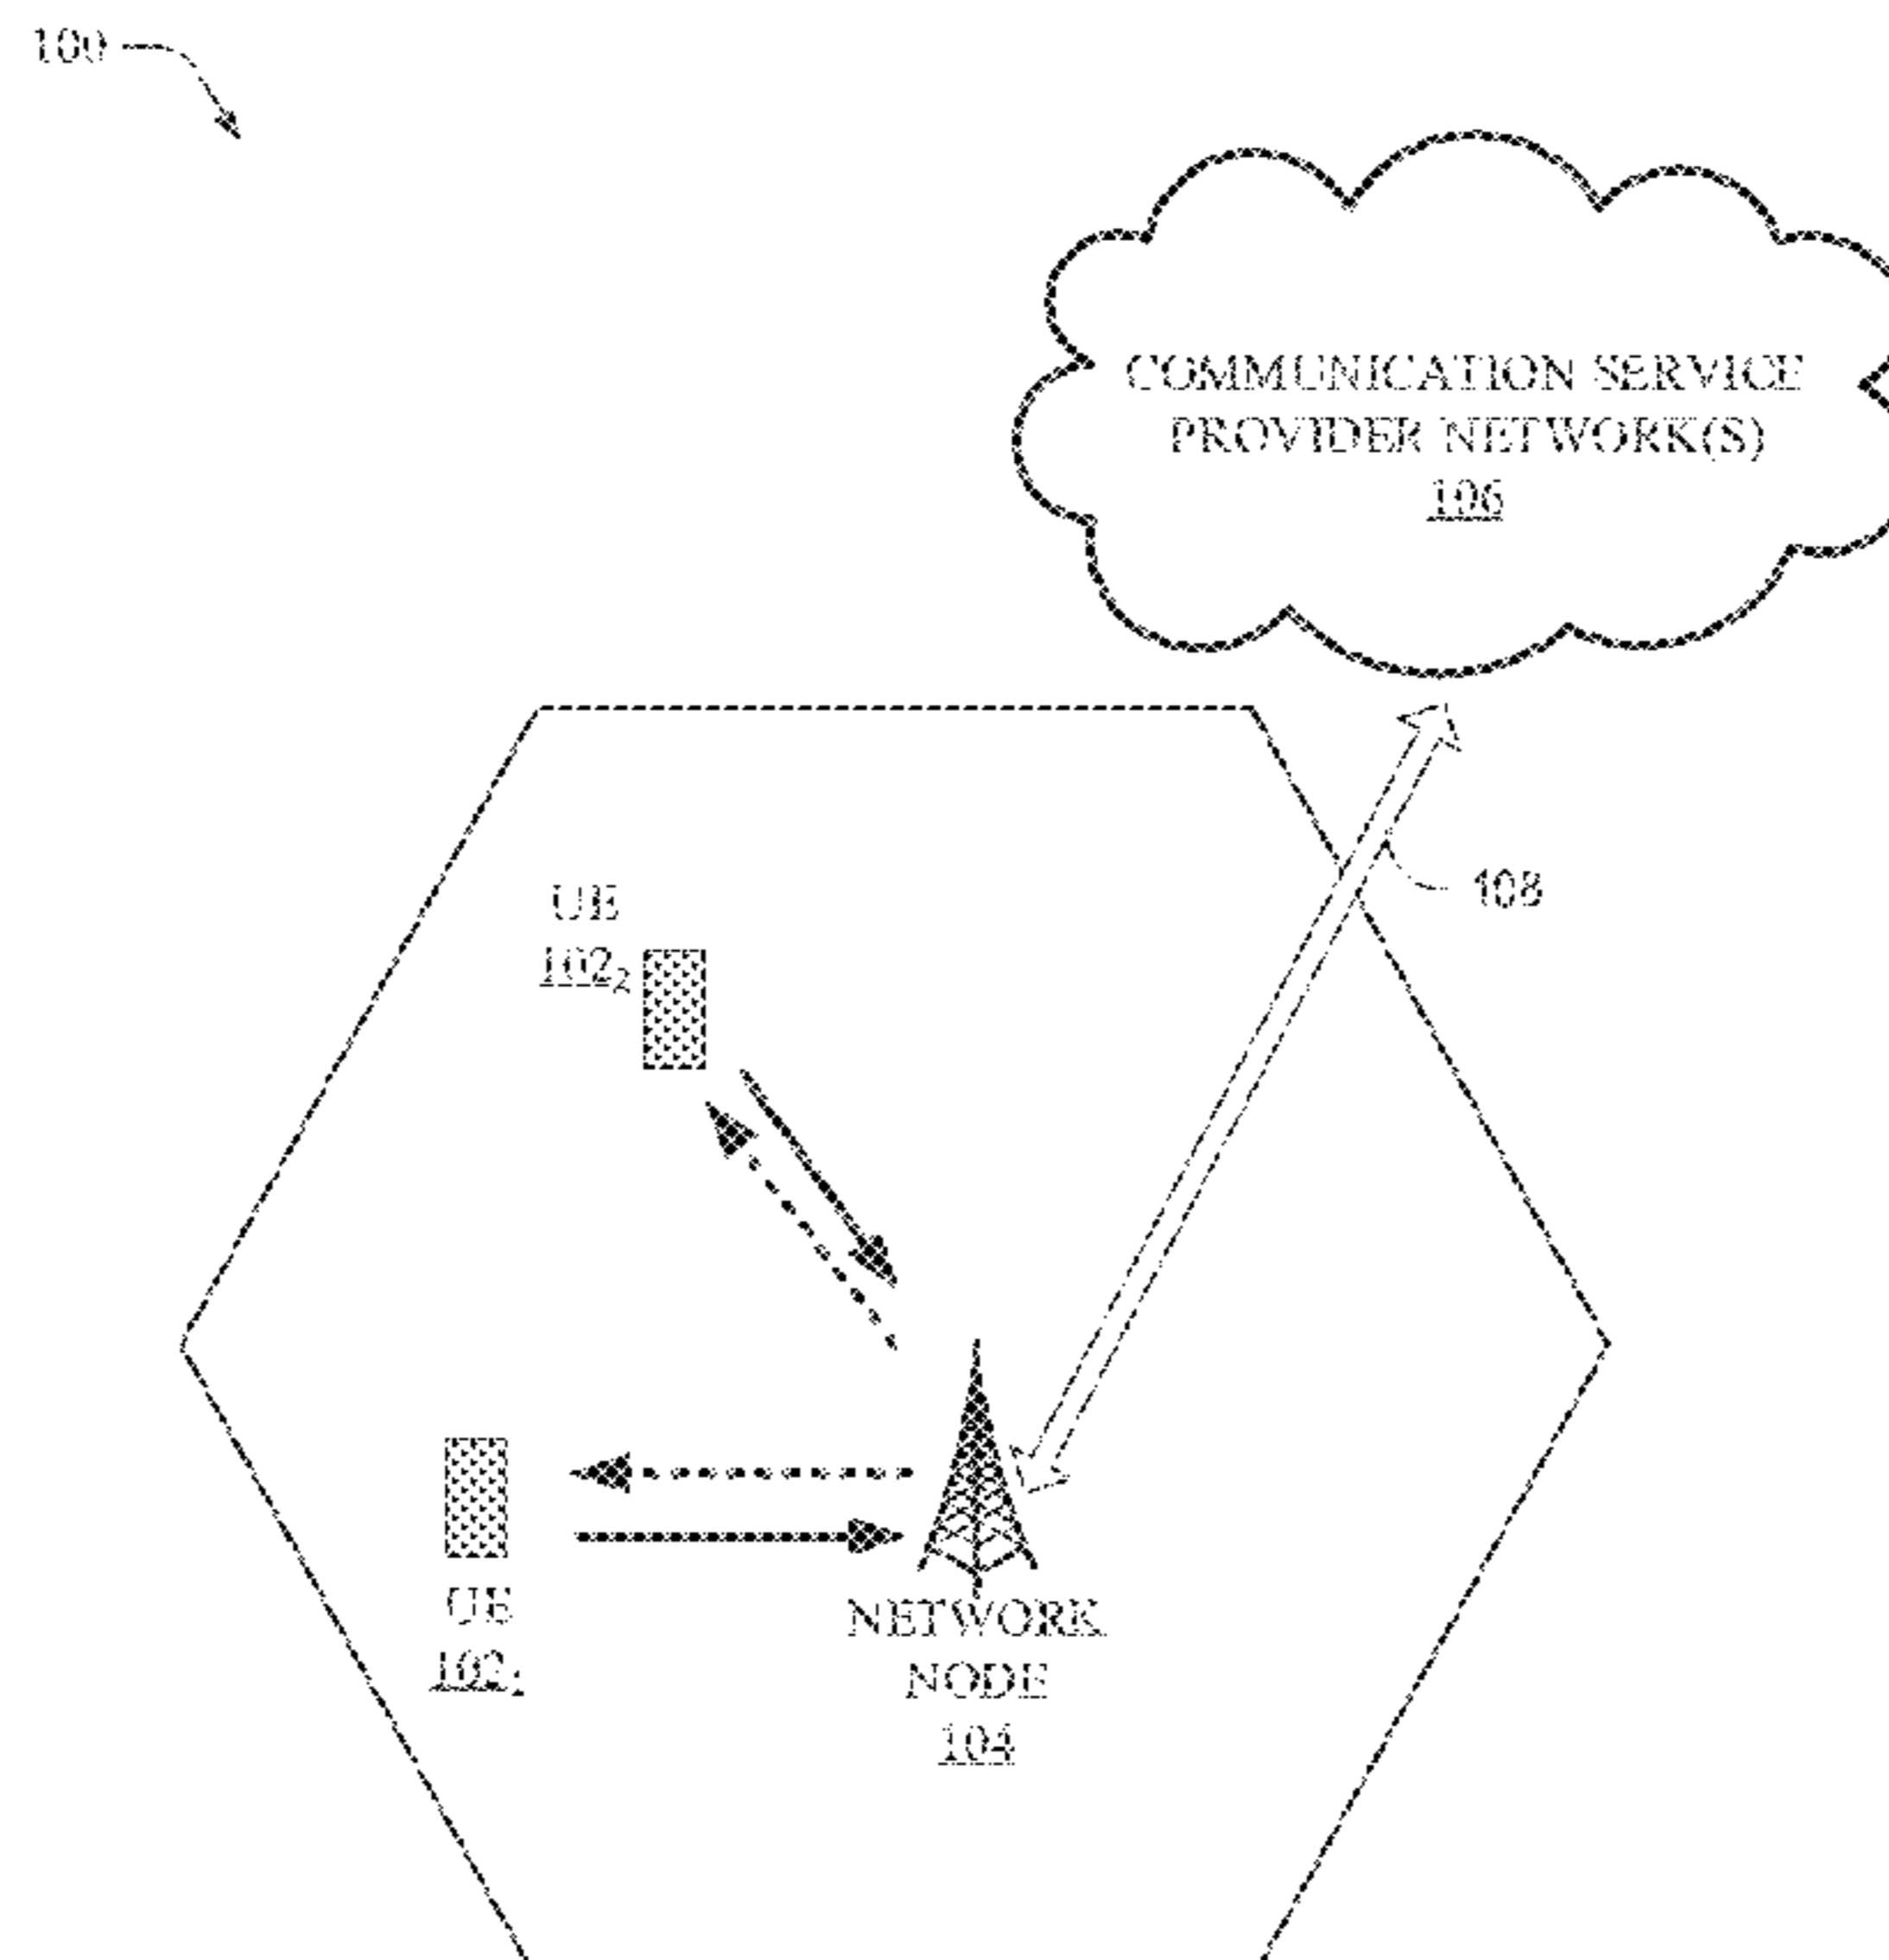 100
COMMUNICATION SERVICE
PROVIDER NETWORK(S)
106
108
UE
102₂
UE
102₁
NETWORK
NODE
104